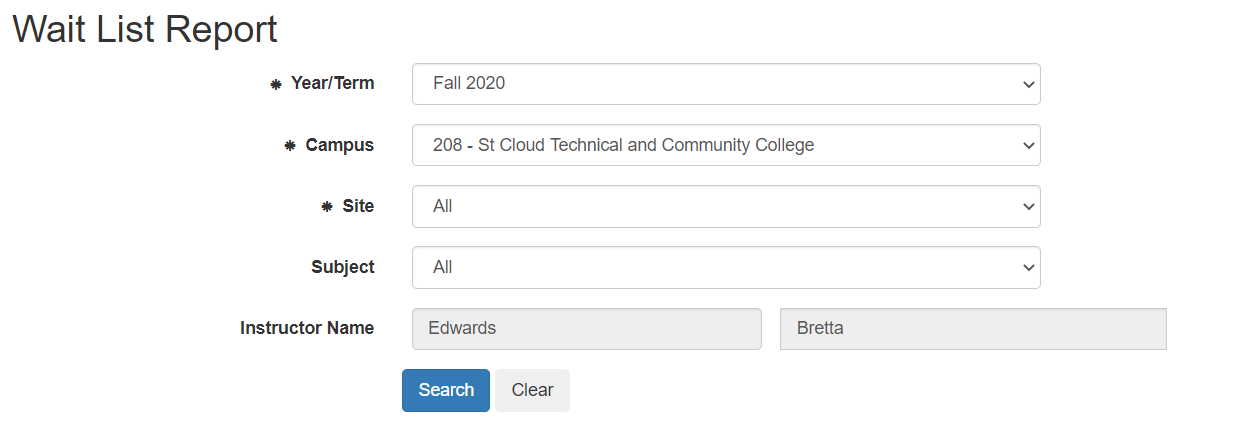 Wait List Report
⁕ Year/Term Fall 2020
⁕ Campus 208 - St Cloud Technical and Community College
⁕ Site All
Subject All
Instructor Name Edwards Bretta
Search Clear